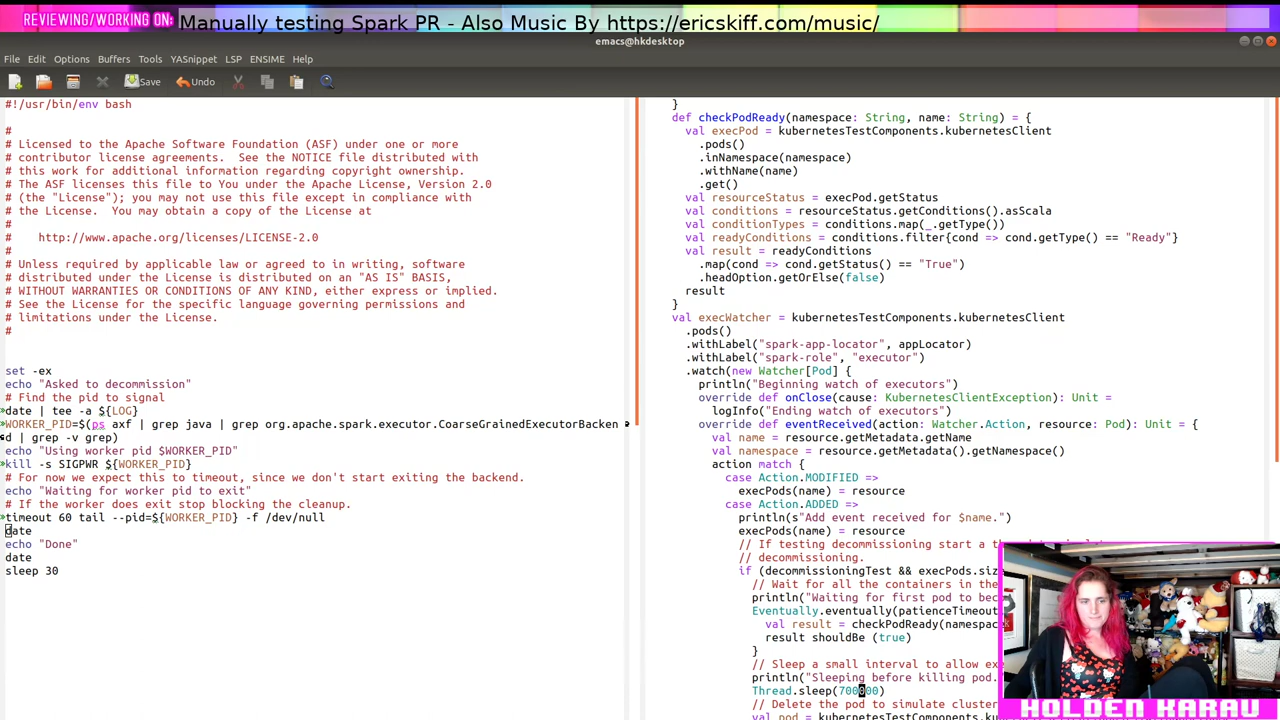 REVIEWING/WORKING ON:
Manually testing Spark PR - Also Music By https://ericskiff.com/music/
emacs@hkdesktop
File Edit Options Buffers Tools YASnippet LSP ENSIME Help
Save Undo
#!/usr/bin/env bash
#
# Licensed to the Apache Software Foundation (ASF) under one or more
# contributor license agreements.  See the NOTICE file distributed with
# this work for additional information regarding copyright ownership.
# The ASF licenses this file to You under the Apache License, Version 2.0
# (the "License"); you may not use this file except in compliance with
# the License.  You may obtain a copy of the License at
#
#    http://www.apache.org/licenses/LICENSE-2.0
#
# Unless required by applicable law or agreed to in writing, software
# distributed under the License is distributed on an "AS IS" BASIS,
# WITHOUT WARRANTIES OR CONDITIONS OF ANY KIND, either express or implied.
# See the License for the specific language governing permissions and
# limitations under the License.
#
set -ex
echo "Asked to decommission"
# Find the pid to signal
date | tee -a ${LOG}
WORKER_PID=$(ps axf | grep java | grep org.apache.spark.executor.CoarseGrainedExecutorBacken
d | grep -v grep)
echo "Using worker pid $WORKER_PID"
kill -s SIGPWR ${WORKER_PID}
# For now we expect this to timeout, since we don't start exiting the backend.
echo "Waiting for worker pid to exit"
# If the worker does exit stop blocking the cleanup.
timeout 60 tail --pid=${WORKER_PID} -f /dev/null
date
echo "Done"
date
sleep 30
}
def checkPodReady(namespace: String, name: String) = {
val execPod = kubernetesTestComponents.kubernetesClient
.pods()
.inNamespace(namespace)
.withName(name)
.get()
val resourceStatus = execPod.getStatus
val conditions = resourceStatus.getConditions().asScala
val conditionTypes = conditions.map(_.getType())
val readyConditions = conditions.filter{cond => cond.getType() == "Ready"}
val result = readyConditions
.map(cond => cond.getStatus() == "True")
.headOption.getOrElse(false)
result
}
val execWatcher = kubernetesTestComponents.kubernetesClient
.pods()
.withLabel("spark-app-locator", appLocator)
.withLabel("spark-role", "executor")
.watch(new Watcher[Pod] {
println("Beginning watch of executors")
override def onClose(cause: KubernetesClientException): Unit =
logInfo("Ending watch of executors")
override def eventReceived(action: Watcher.Action, resource: Pod): Unit = {
val name = resource.getMetadata.getName
val namespace = resource.getMetadata().getNamespace()
action match {
case Action.MODIFIED =>
execPods(name) = resource
case Action.ADDED =>
println(s"Add event received for $name.")
execPods(name) = resource
// If testing decommissioning start a
// decommissioning.
if (decommissioningTest && execPods.siz
// Wait for all the containers in the
println("Waiting for first pod to bec
Eventually.eventually(patienceTimeout
val result = checkPodReady(namespac
result shouldBe (true)
}
// Sleep a small interval to allow ex
println("Sleeping before killing pod.
Thread.sleep(700000)
// Delete the pod to simulate cluster
val pod = kubernetesTestComponents.ku
HOLDEN KARAU